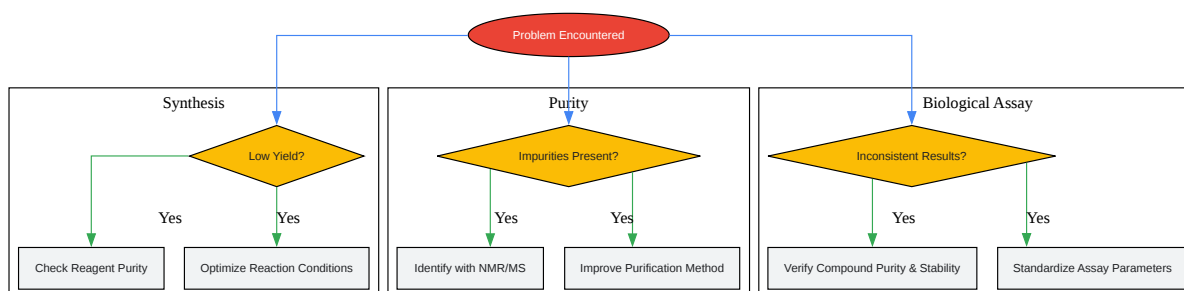 Problem Encountered
Synthesis
Purity
Biological Assay
Low Yield?
Impurities Present?
Inconsistent Results?
Yes
Yes
Yes
Yes
Yes
Yes
Check Reagent Purity
Optimize Reaction Conditions
Identify with NMR/MS
Improve Purification Method
Verify Compound Purity & Stability
Standardize Assay Parameters